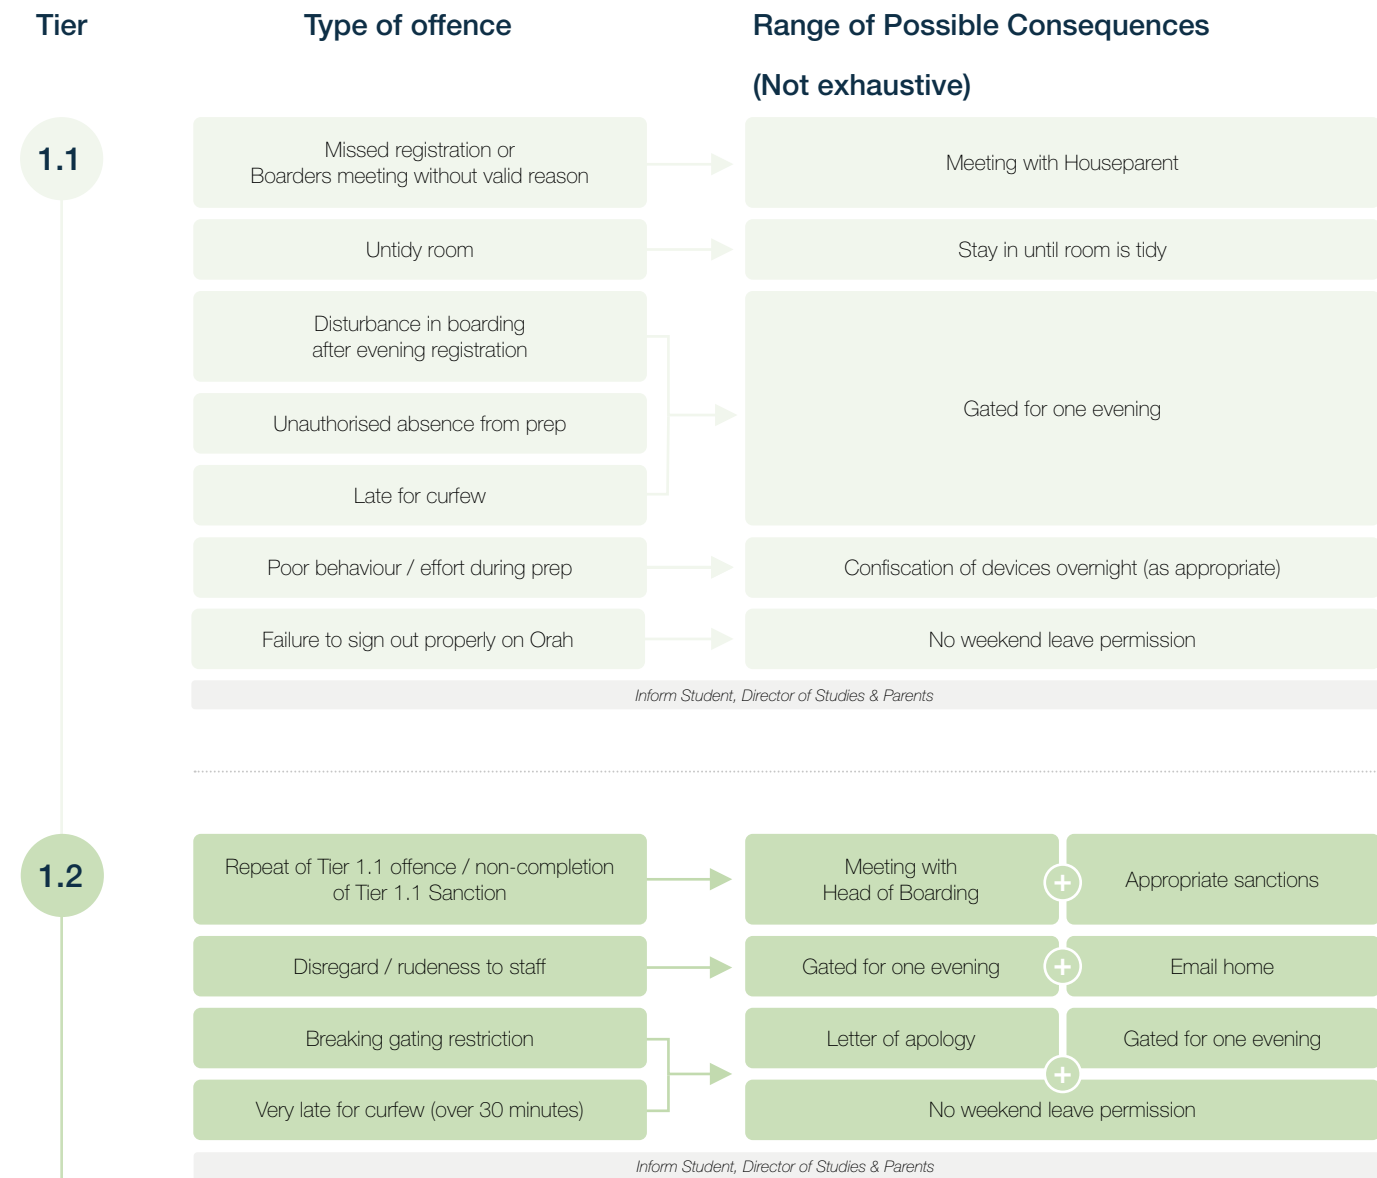 Tier
Type of offence
Range of Possible Consequences
(Not exhaustive)
1.1
Missed registration or
Boarders meeting without valid reason
Meeting with Houseparent
Untidy room
Stay in until room is tidy
Disturbance in boarding
after evening registration
Unauthorised absence from prep
Late for curfew
Gated for one evening
Poor behaviour / effort during prep
Confiscation of devices overnight (as appropriate)
Failure to sign out properly on Orah
No weekend leave permission
Inform Student, Director of Studies & Parents
1.2
Repeat of Tier 1.1 offence / non-completion
of Tier 1.1 Sanction
Meeting with
Head of Boarding
+
Appropriate sanctions
Disregard / rudeness to staff
Gated for one evening
+
Email home
Breaking gating restriction
Very late for curfew (over 30 minutes)
Letter of apology
Gated for one evening
+
No weekend leave permission
Inform Student, Director of Studies & Parents